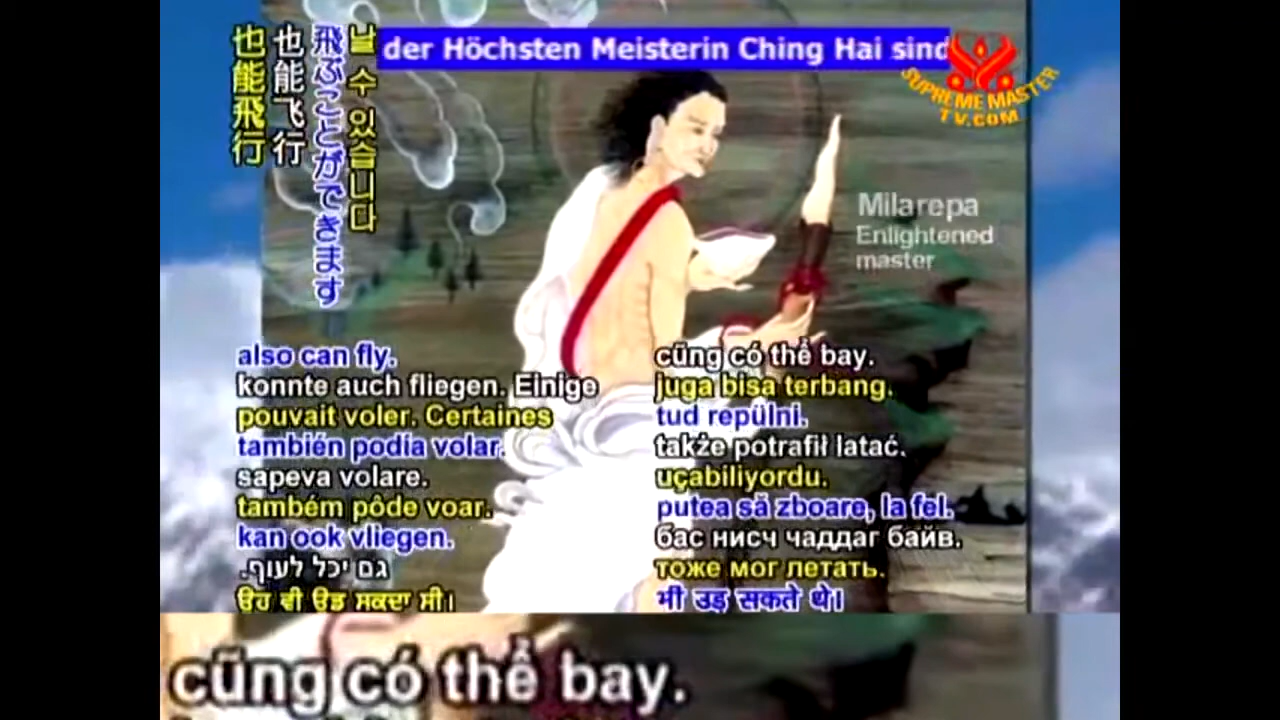 der Höchsten Meisterin Ching Hai sind
SUPREME MASTER
TV.COM
날 수 있습니다
飛ぶことができます
也能飞行
也能飛行
Milarepa
Enlightened
master
also can fly.
konnte auch fliegen. Einige
pouvait voler. Certaines
también podía volar.
sapeva volare.
também pôde voar.
kan ook vliegen.
גם יכל לעוף.
ਉਹ ਵੀ ਉਡ ਸਕਦਾ ਸੀ।
cũng có thể bay.
juga bisa terbang.
tud repülni.
także potrafił latać.
uçabiliyordu.
putea să zboare, la fel.
бас нисч чаддаг байв.
тоже мог летать.
भी उड़ सकते थे।
cũng có thể bay.